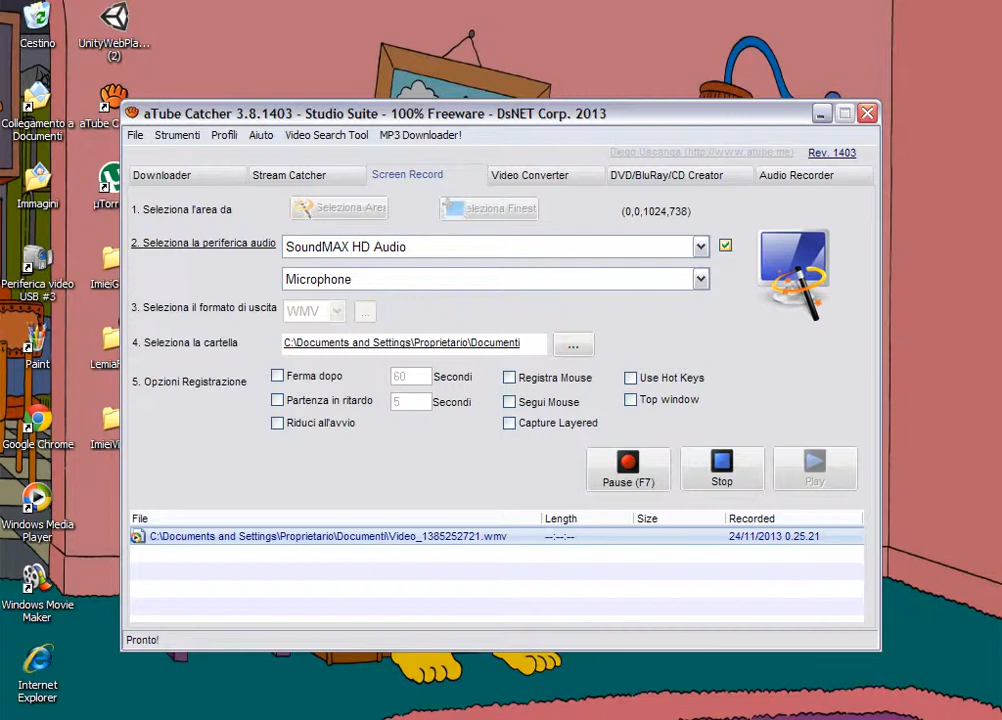 Cestino
UnityWebPla...
(2)
Collegamento a
Documenti
aTube C
Immagini
µTorr
Periferica video
USB #3
ImieG
Paint
Lemia
Google Chrome
ImieiV
Windows Media
Player
Windows Movie
Maker
Internet
Explorer
aTube Catcher 3.8.1403 - Studio Suite - 100% Freeware - DsNET Corp. 2013
File Strumenti Profili Aiuto Video Search Tool MP3 Downloader!
Diego Uscanga (http://www.atube.me) Rev. 1403
Downloader Stream Catcher Screen Record Video Converter DVD/BluRay/CD Creator Audio Recorder
1. Seleziona l'area da Seleziona Area Seleziona Finest (0,0,1024,738)
2. Seleziona la periferica audio SoundMAX HD Audio
Microphone
3. Seleziona il formato di uscita WMV ...
4. Seleziona la cartella C:\Documents and Settings\Proprietario\Documenti ...
5. Opzioni Registrazione
Ferma dopo 60 Secondi Registra Mouse Use Hot Keys
Partenza in ritardo 5 Secondi Segui Mouse Top window
Riduci all'avvio Capture Layered
Pause (F7) Stop Play
File Length Size Recorded
C:\Documents and Settings\Proprietario\Documenti\Video_1385252721.wmv --:--:-- 24/11/2013 0.25.21
Pronto!